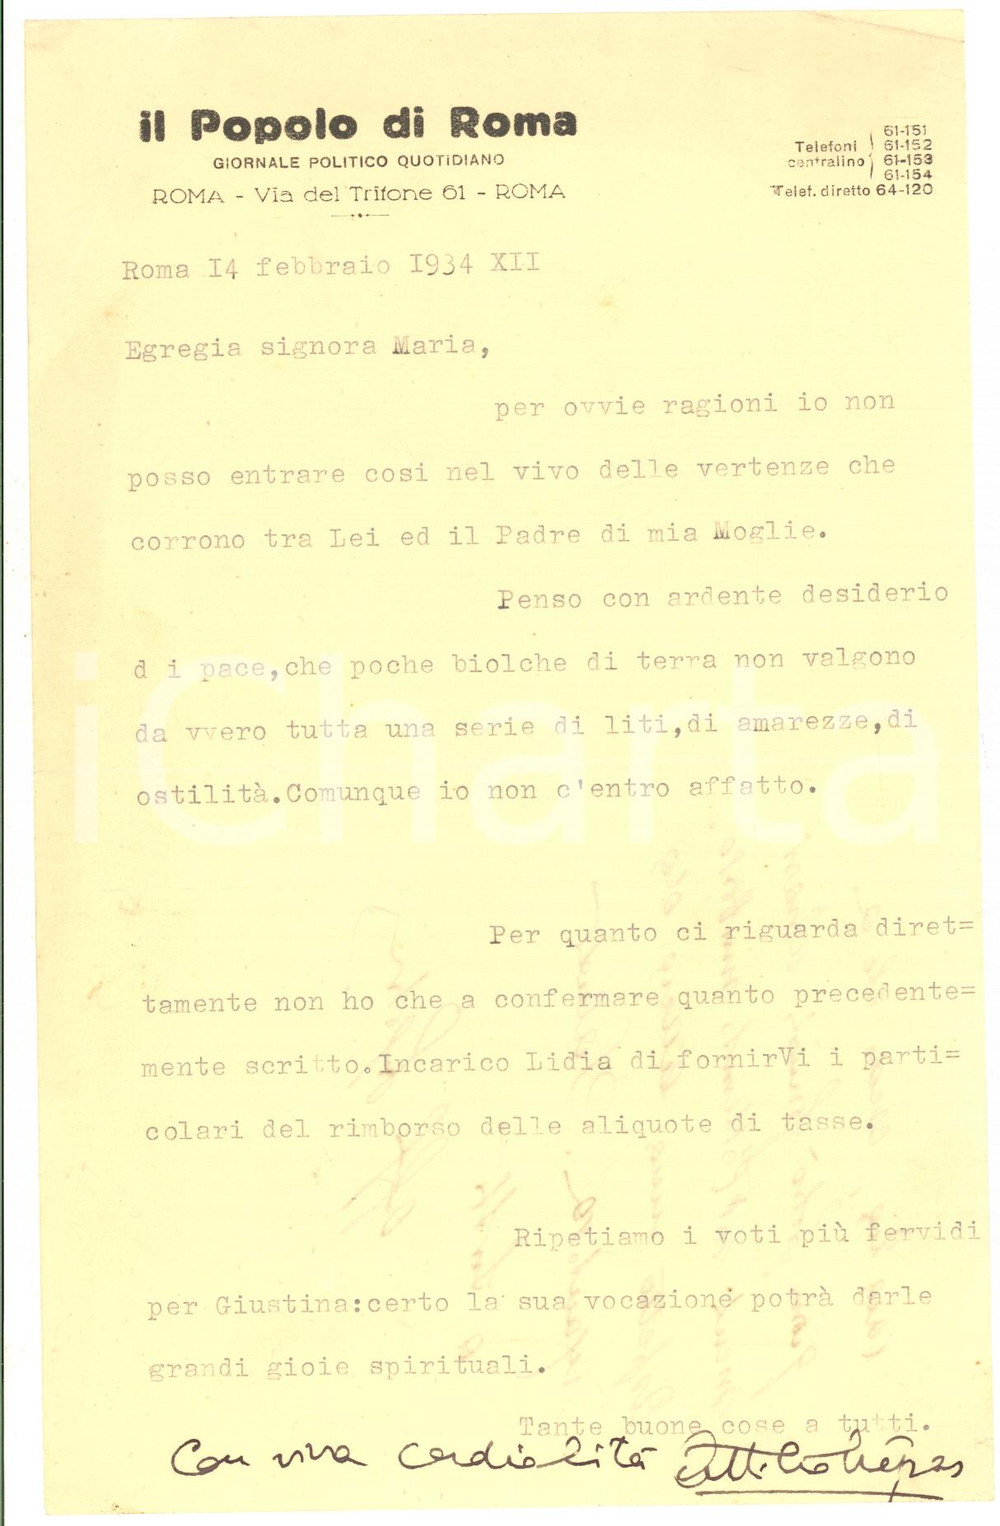 il Popolo di Roma
GIORNALE POLITICO QUOTIDIANO
ROMA - Via del Tritone 61 - ROMA
Telefoni centralino
61-151
61-152
61-153
61-154
Telef. diretto 64-120
Roma I4 febbraio I934 XII
Egregia signora Maria,
per ovvie ragioni io non
posso entrare cosi nel vivo delle vertenze che
corrono tra Lei ed il Padre di mia Moglie.
Penso con ardente desiderio
d i pace,che poche biolche di terra non valgono
da vvero tutta una serie di liti,di amarezze,di
ostilità.Comunque io non c'entro affatto.
Per quanto ci riguarda diret=
tamente non ho che a confermare quanto precedente=
mente scritto.Incarico Lidia di fornirVi i parti=
colari del rimborso delle aliquote di tasse.
Ripetiamo i voti più fervidi
per Giustina:certo la sua vocazione potrà darle
grandi gioie spirituali.
Tante buone cose a tutti.
Con viva cordialità Attilio
iCharta